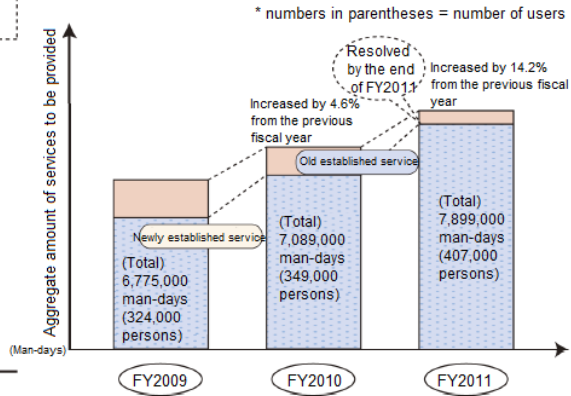 * numbers in parentheses = number of users
Resolved
by the end
of FY2011
Increased by 14.2%
from the previous fiscal
year
Increased by 4.6%
from the previous
fiscal year
Aggregate amount of services to be provided
Old established service
Newly established service
(Total)
6,775,000
man-days
(324,000
persons)
(Total)
7,089,000
man-days
(349,000
persons)
(Total)
7,899,000
man-days
(407,000
persons)
(Man-days)
FY2009
FY2010
FY2011